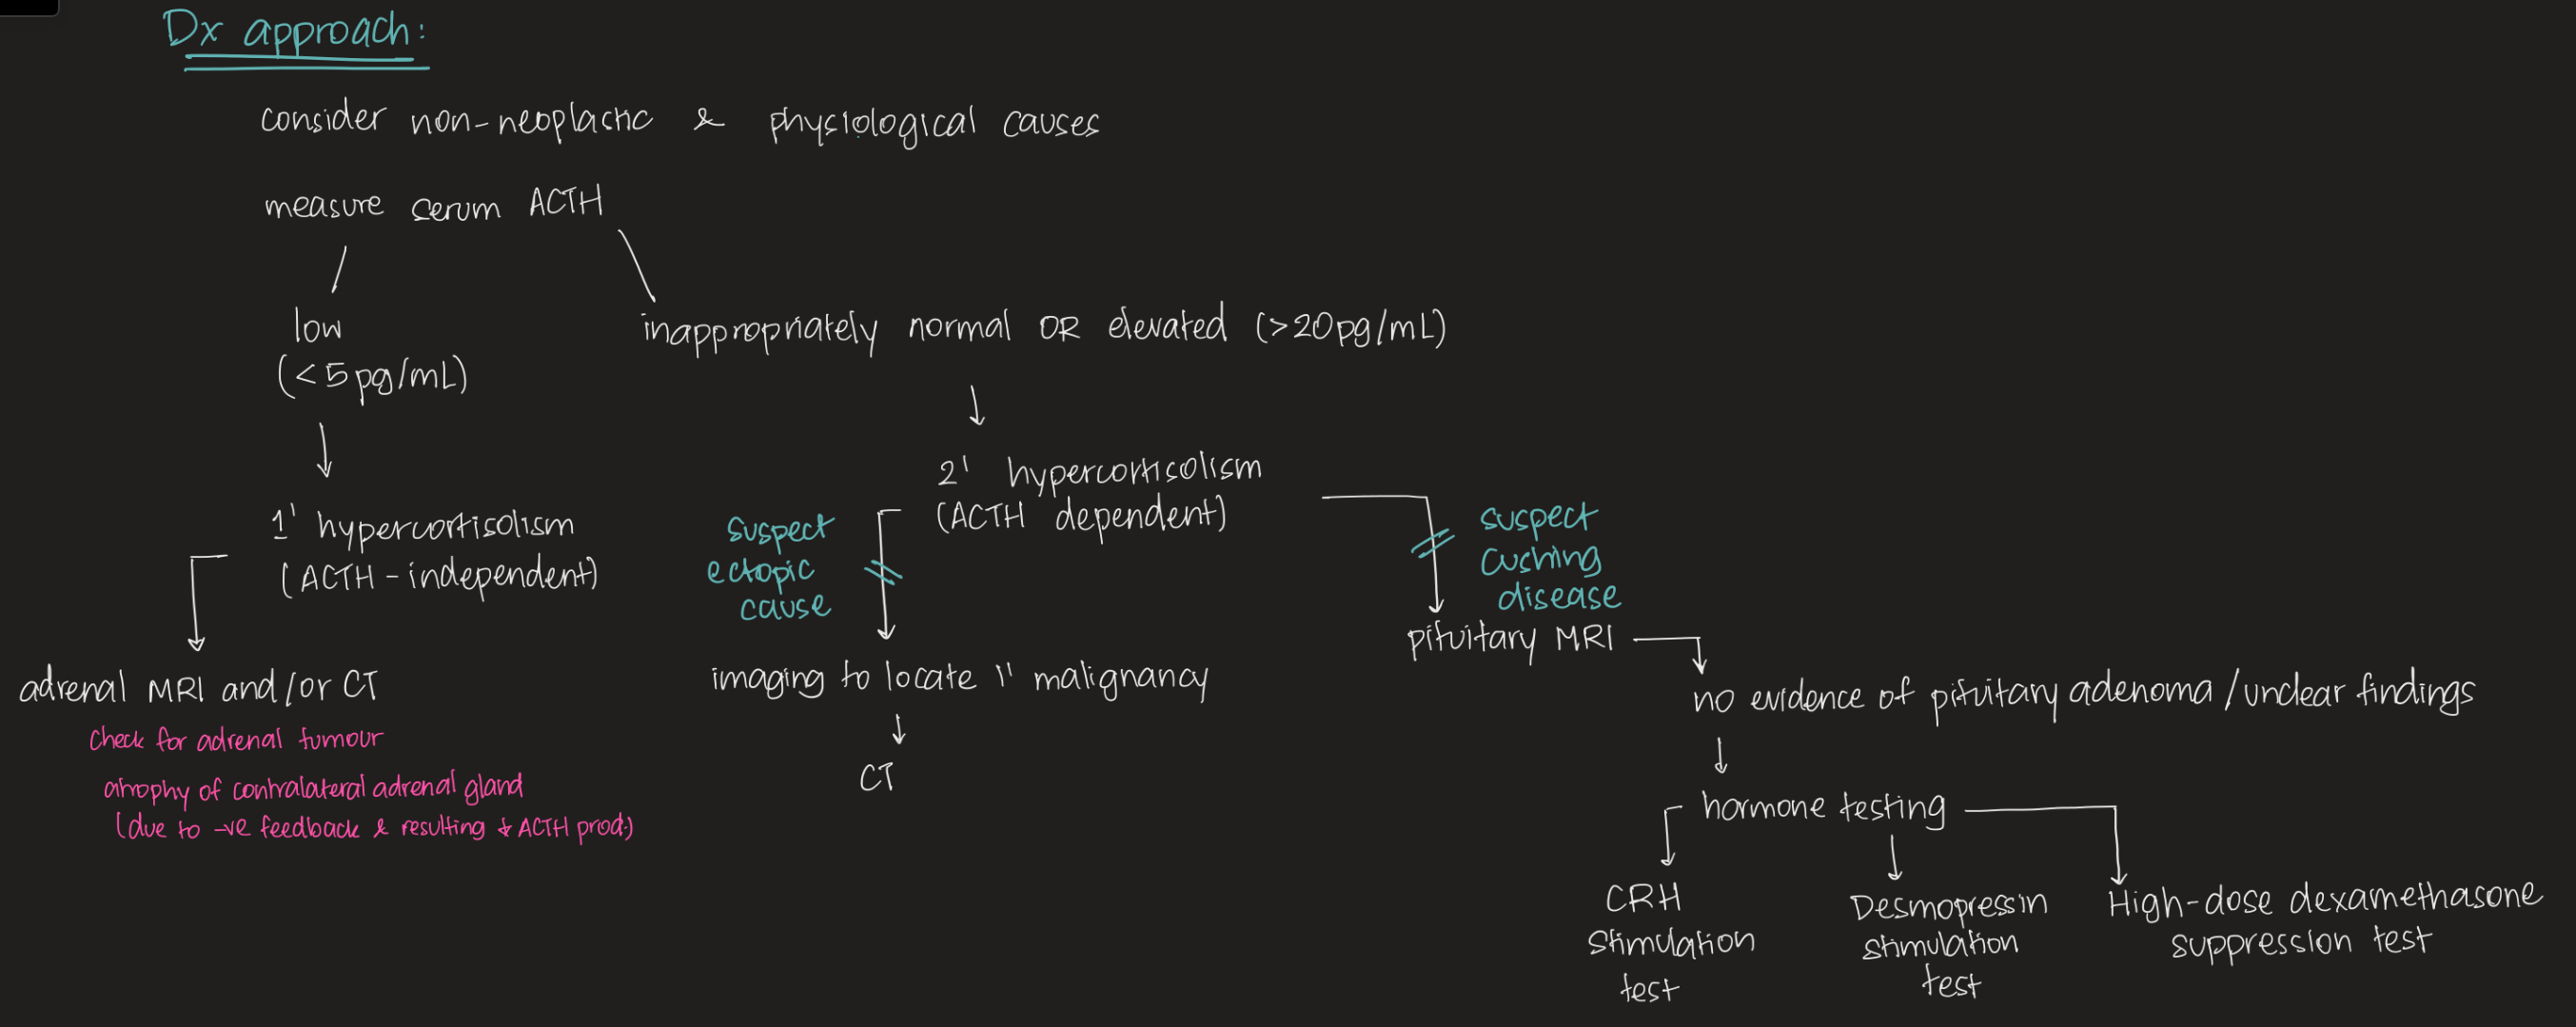 Dx approach:
consider non-neoplastic & physiological causes
measure serum ACTH
low
(<5pg/mL)
inappropriately normal OR elevated (>20pg/mL)
1' hypercortisolism
(ACTH-independent)
adrenal MRI and/or CT
check for adrenal tumour
atrophy of contralateral adrenal gland
(due to -ve feedback & resulting ↓ ACTH prod.)
2' hypercortisolism
(ACTH dependent)
suspect
ectopic
cause
imaging to locate 1' malignancy
↓
CT
suspect
cushing
disease
pituitary MRI
no evidence of pituitary adenoma/unclear findings
hormone testing
CRH
stimulation
test
Desmopressin
stimulation
test
High-dose dexamethasone
suppression test